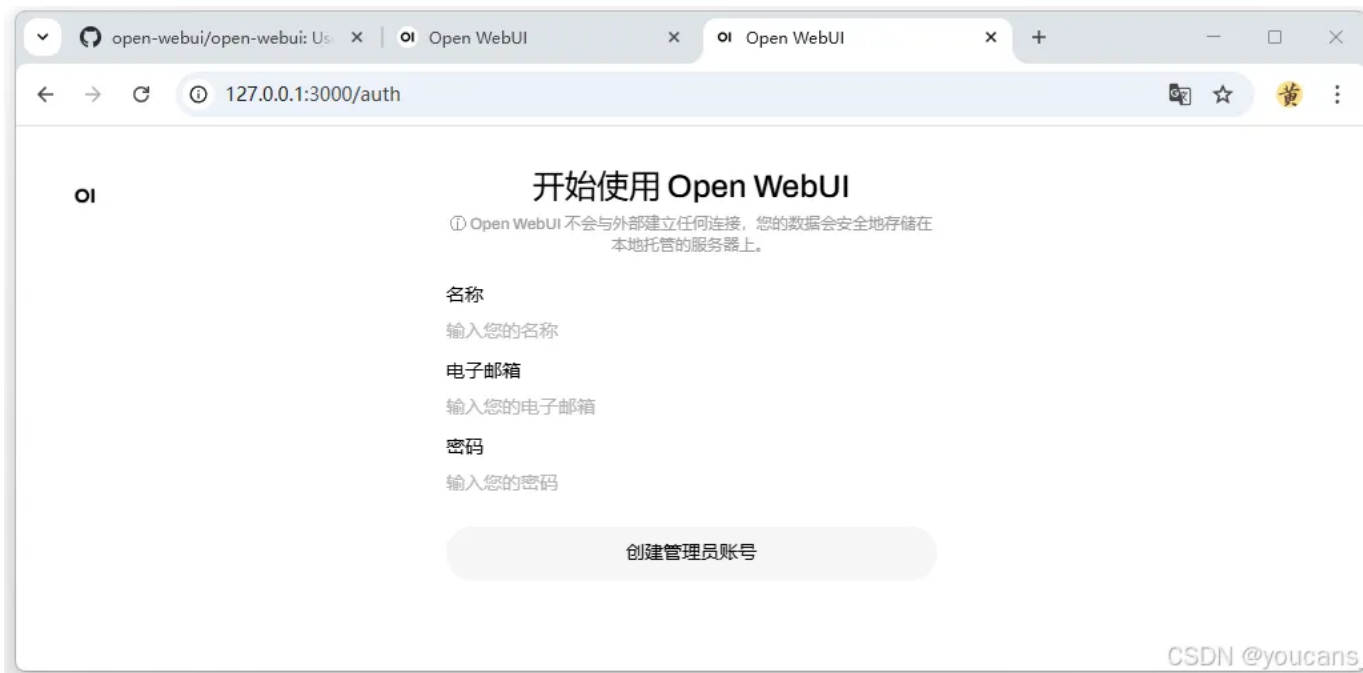 open-webui/open-webui: Us
OI Open WebUI
OI Open WebUI
127.0.0.1:3000/auth
黄
OI
开始使用 Open WebUI
Open WebUI 不会与外部建立任何连接，您的数据会安全地存储在
本地托管的服务器上。
名称
输入您的名称
电子邮箱
输入您的电子邮箱
密码
输入您的密码
创建管理员账号
CSDN @youcans_